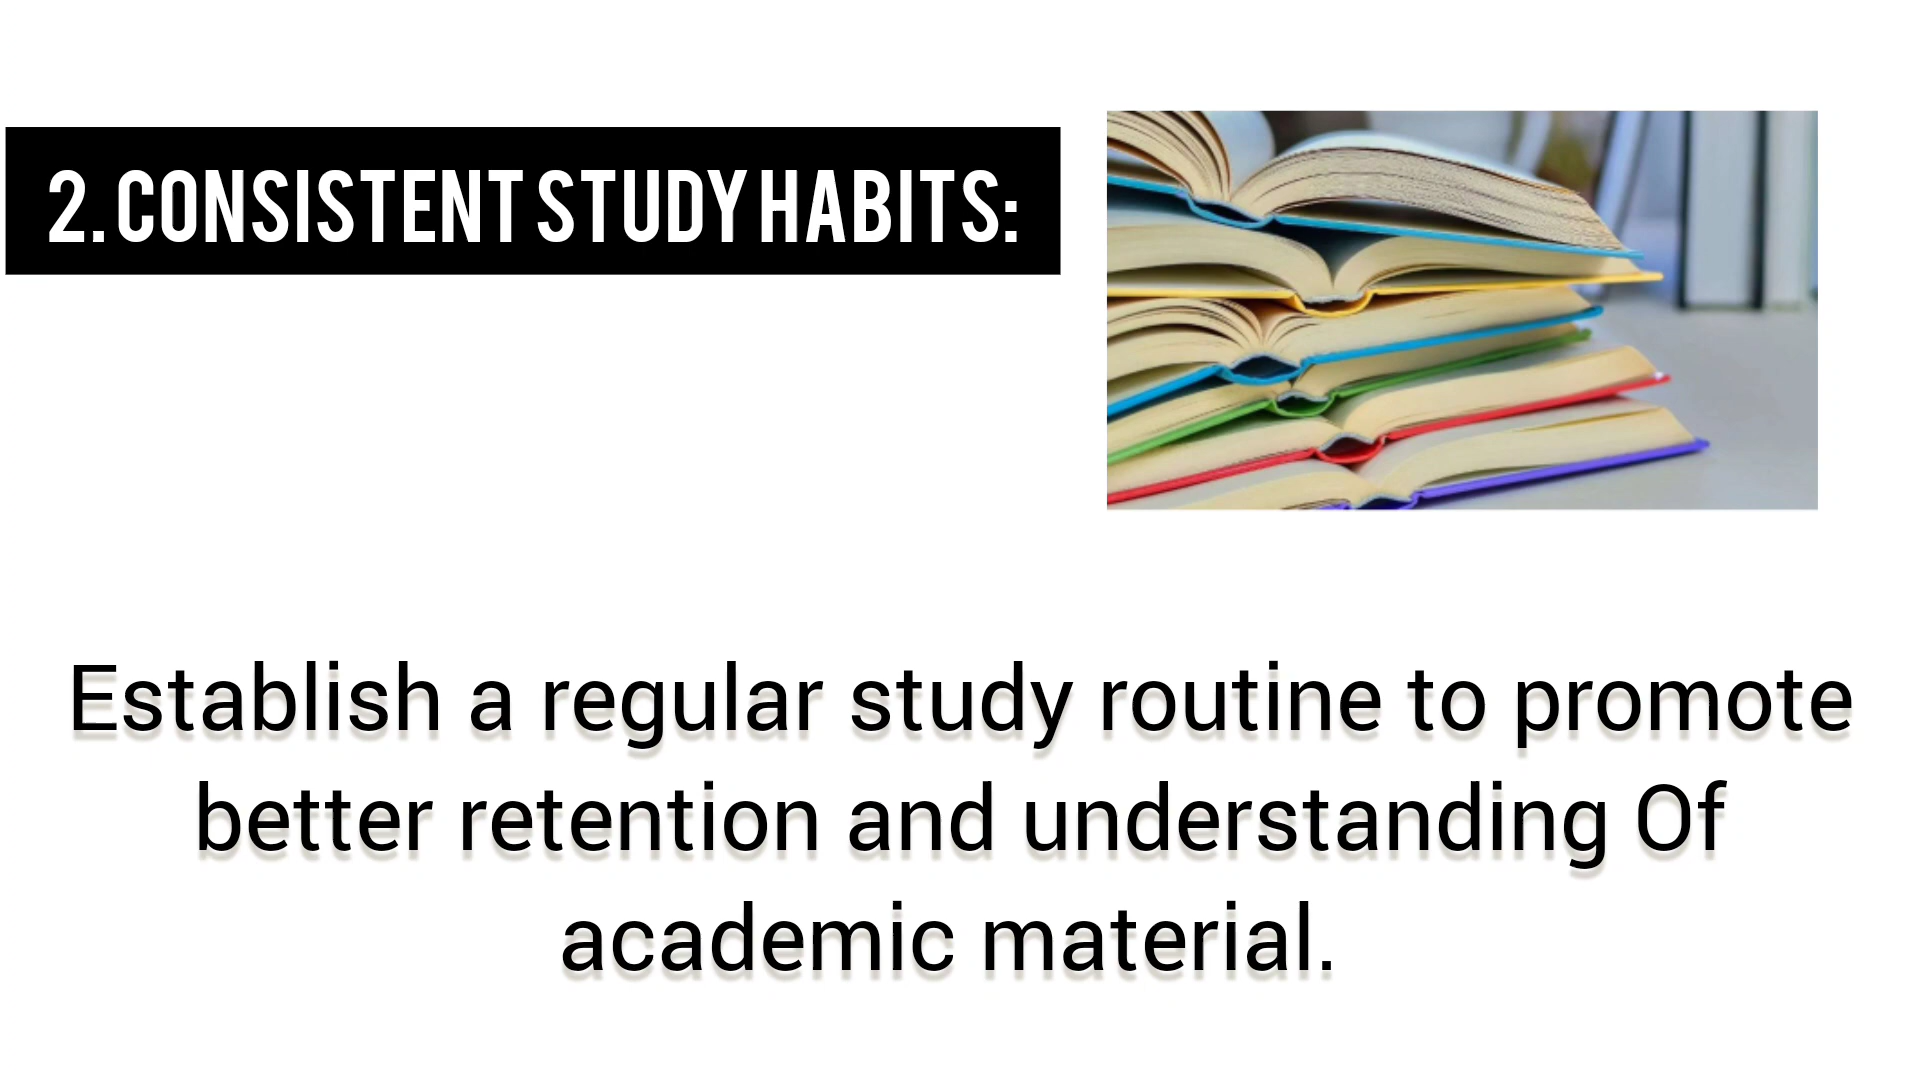 2. CONSISTENT STUDY HABITS:
Establish a regular study routine to promote
better retention and understanding Of
academic material.